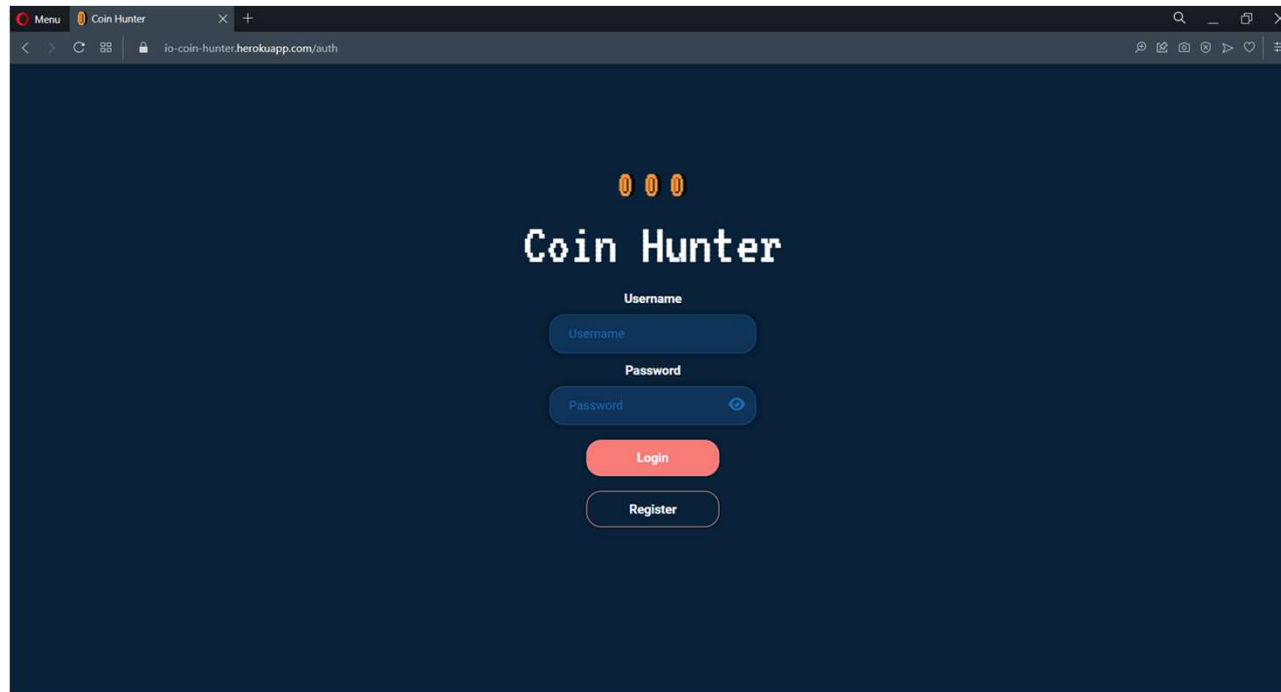 Menu Coin Hunter
io-coin-hunter.herokuapp.com/auth
Coin Hunter
Username
Username
Password
Password
Login
Register